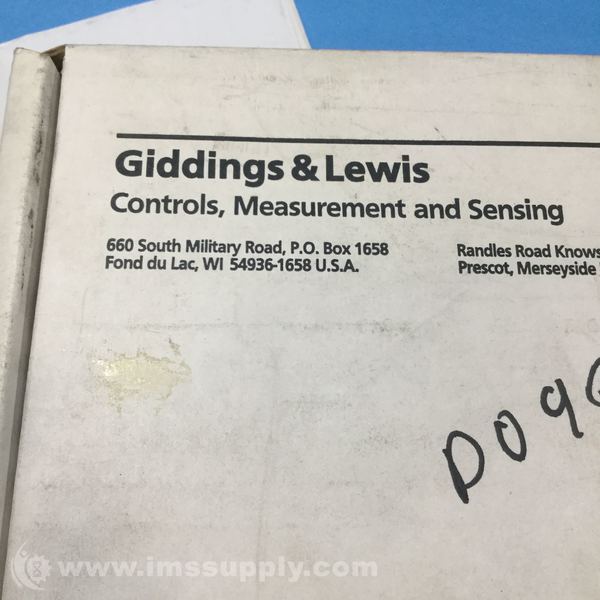 Giddings & Lewis
Controls, Measurement and Sensing
660 South Military Road, P.O. Box 1658
Fond du Lac, WI 54936-1658 U.S.A.
Randles Road Knows
Prescot, Merseyside
D09
www.imssupply.com